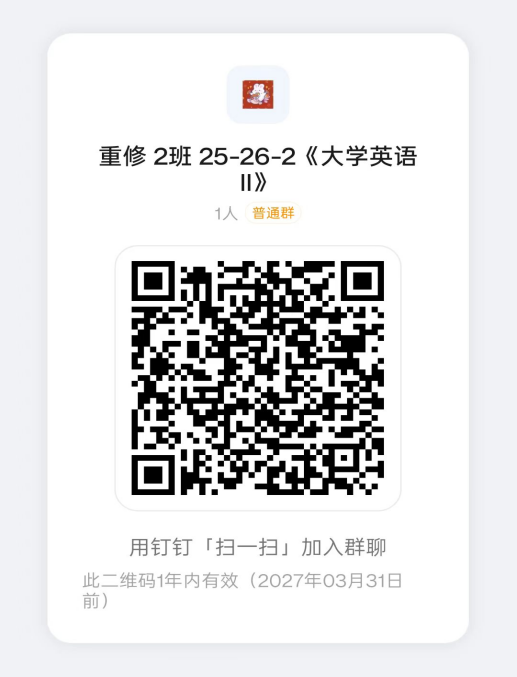 重修 2班 25-26-2《大学英语
II》
1人 普通群
用钉钉「扫一扫」加入群聊
此二维码1年内有效（2027年03月31日
前）